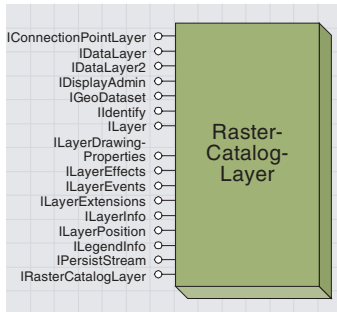 IConnectionPointLayer
IDataLayer
IDataLayer2
IDisplayAdmin
IGeoDataset
IIdentify
ILayer
ILayerDrawing-
Properties
ILayerEffects
ILayerEvents
ILayerExtensions
ILayerInfo
ILayerPosition
ILegendInfo
IPersistStream
IRasterCatalogLayer
Raster-
Catalog-
Layer